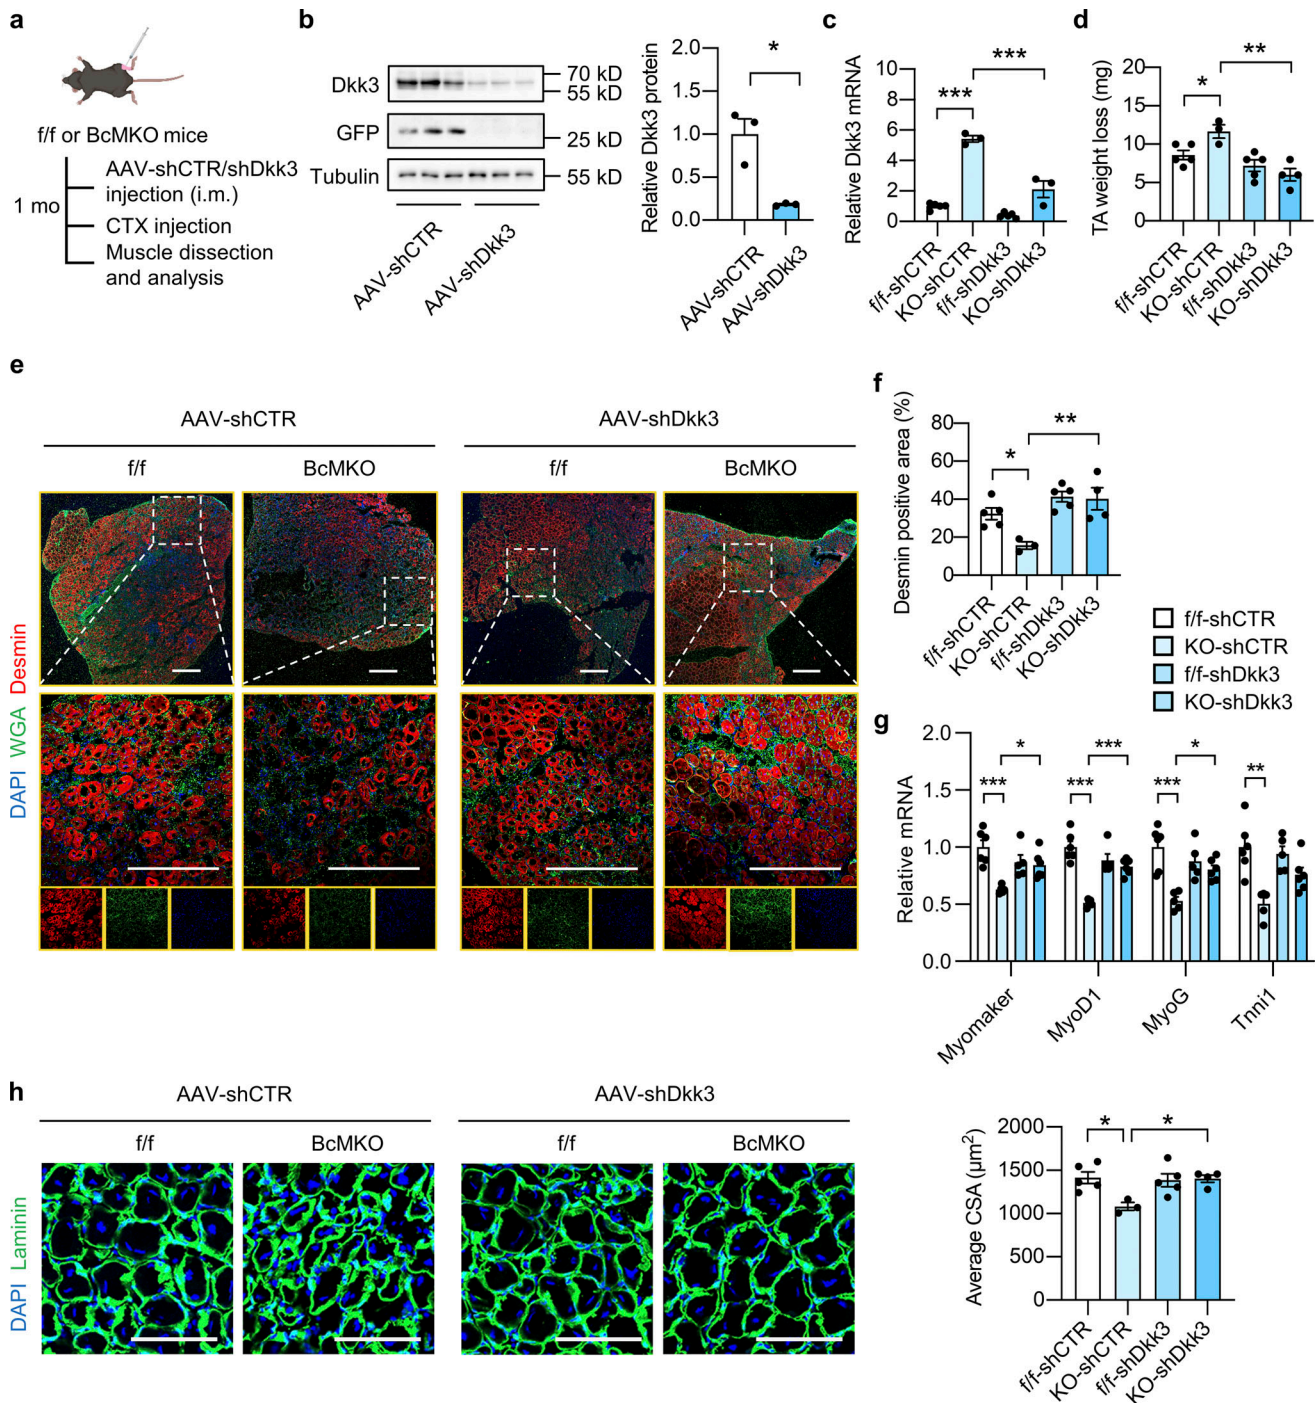 a
f/f or BcMKO mice
1 mo
AAV-shCTR/shDkk3
injection (i.m.)
CTX injection
Muscle dissection
and analysis
b
Dkk3
GFP
Tubulin
70 kD
55 kD
25 kD
55 kD
AAV-shCTR
AAV-shDkk3
Relative Dkk3 protein
2.0
1.5
1.0
0.5
0.0
*
AAV-shCTR
AAV-shDkk3
c
Relative Dkk3 mRNA
10
8
6
4
2
0
***
***
f/f-shCTR
KO-shCTR
f/f-shDkk3
KO-shDkk3
d
TA weight loss (mg)
20
15
10
5
0
**
*
f/f-shCTR
KO-shCTR
f/f-shDkk3
KO-shDkk3
e
AAV-shCTR
AAV-shDkk3
f/f
BcMKO
f/f
BcMKO
DAPI WGA Desmin
f
Desmin positive area (%)
80
60
40
20
0
*
**
f/f-shCTR
KO-shCTR
f/f-shDkk3
KO-shDkk3
f/f-shCTR
KO-shCTR
f/f-shDkk3
KO-shDkk3
g
Relative mRNA
2.0
1.5
1.0
0.5
0.0
***
*
***
***
***
*
**
Myomaker
MyoD1
MyoG
Tnni1
h
AAV-shCTR
AAV-shDkk3
f/f
BcMKO
f/f
BcMKO
DAPI Laminin
Average CSA (µm²)
2000
1500
1000
500
0
*
*
f/f-shCTR
KO-shCTR
f/f-shDkk3
KO-shDkk3